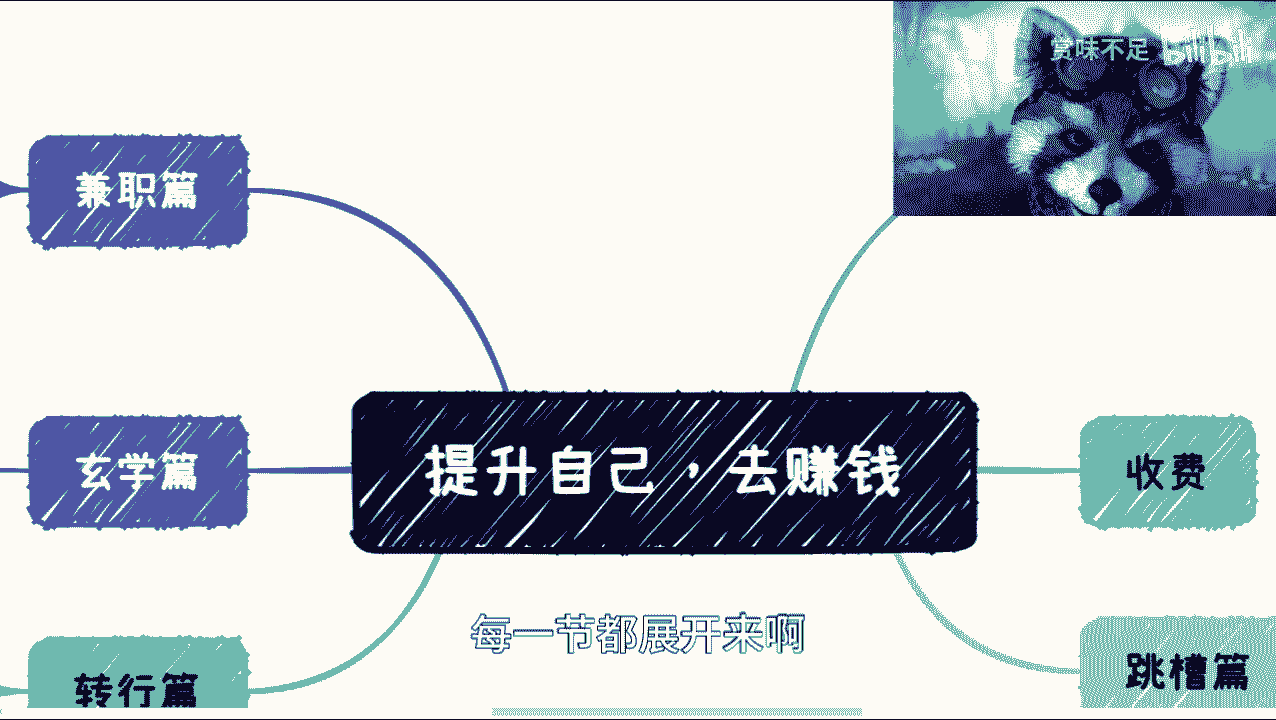 赏味不足 bilibili
兼职篇
玄学篇
提升自己，去赚钱
收费
每一节都展开来啊
转行篇
跳槽篇